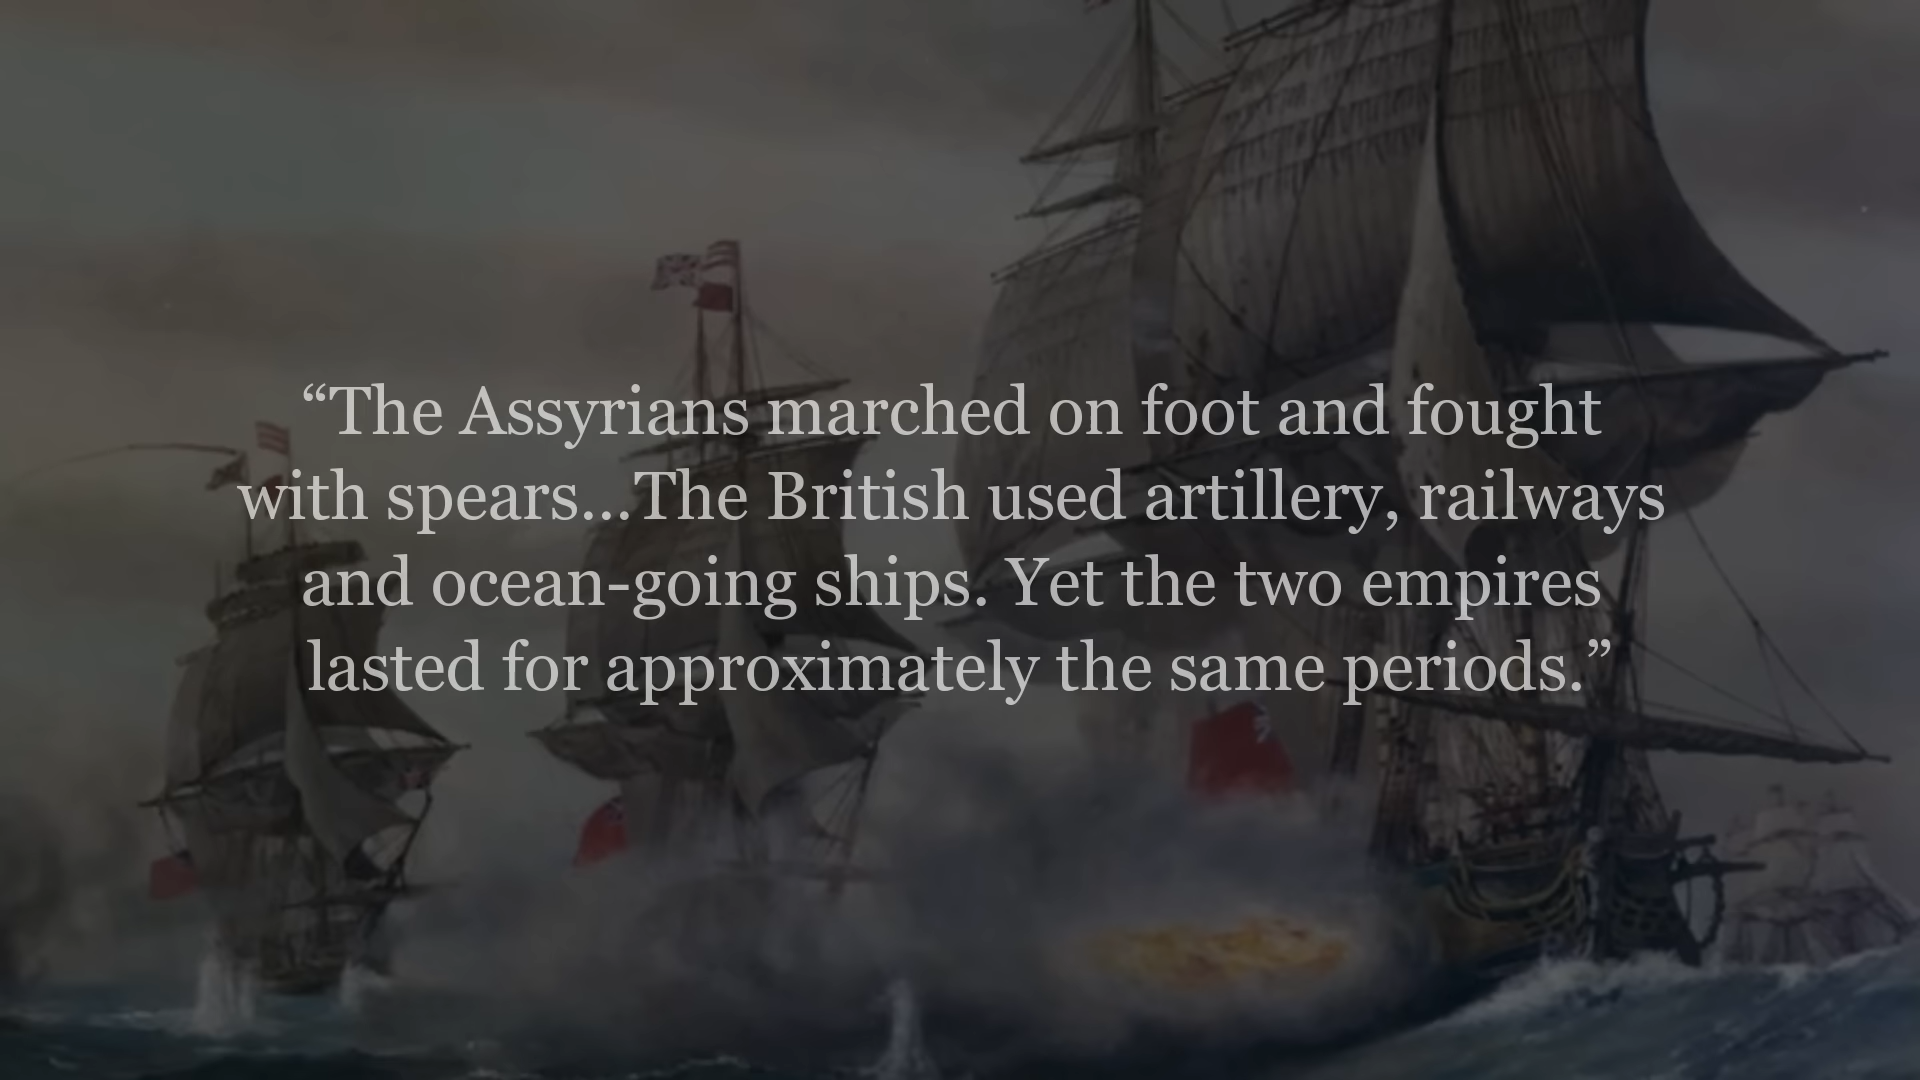 “The Assyrians marched on foot and fought
with spears...The British used artillery, railways
and ocean-going ships. Yet the two empires
lasted for approximately the same periods.”